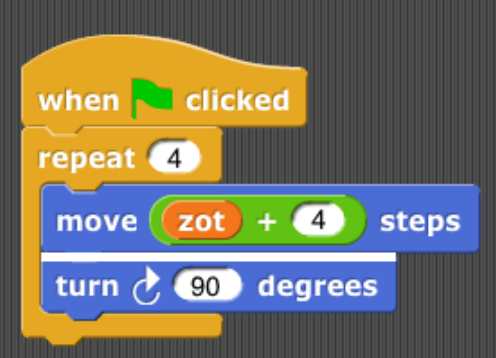 when clicked
repeat 4
move zot + 4 steps
turn 90 degrees